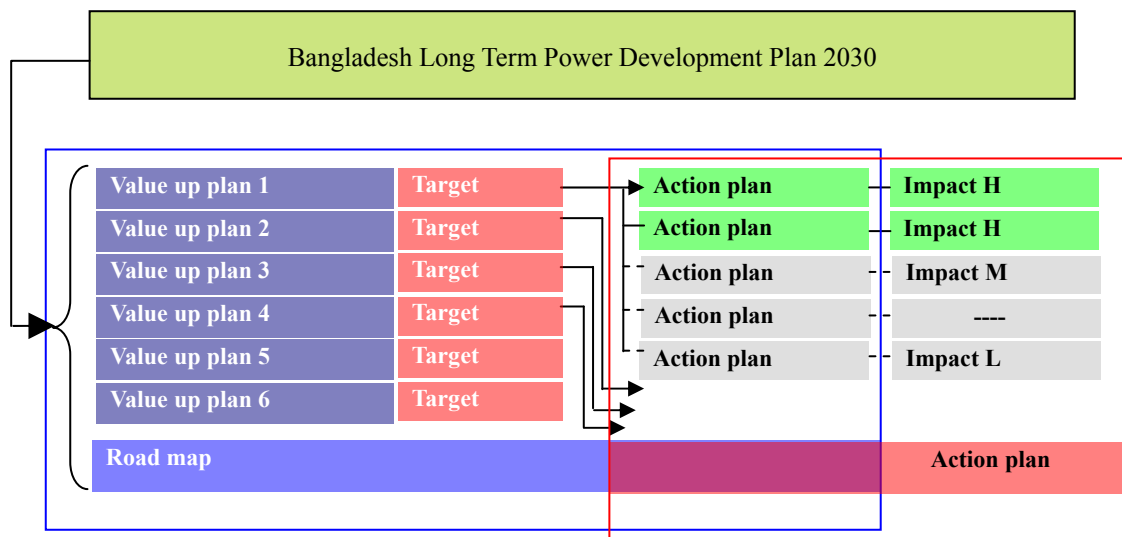 Bangladesh Long Term Power Development Plan 2030
Value up plan 1 Target Action plan Impact H
Value up plan 2 Target Action plan Impact H
Value up plan 3 Target Action plan Impact M
Value up plan 4 Target Action plan ----
Value up plan 5 Target Action plan Impact L
Value up plan 6 Target
Road map Action plan